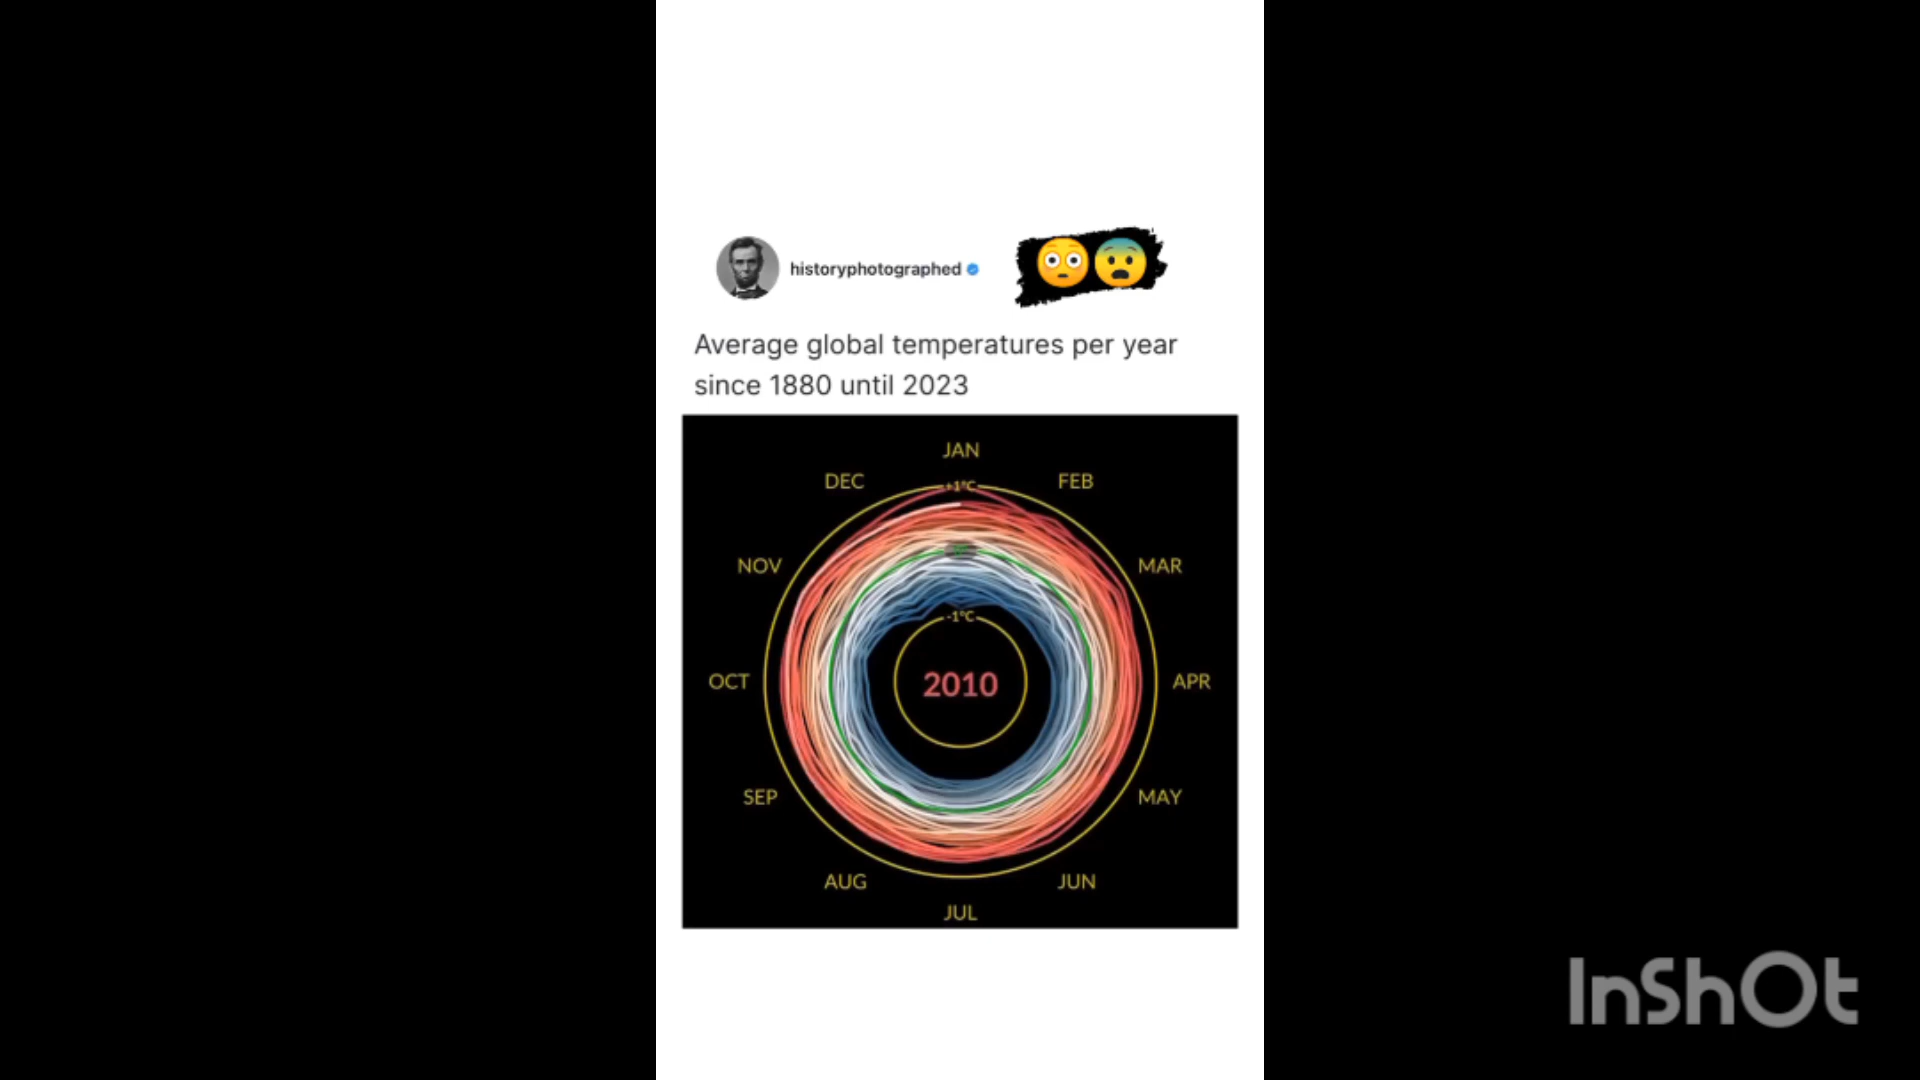 historyphotographed
Average global temperatures per year
since 1880 until 2023
JAN
DEC
FEB
+1°C
NOV
MAR
-1°C
OCT
2010
APR
SEP
MAY
AUG
JUN
JUL
InShOt